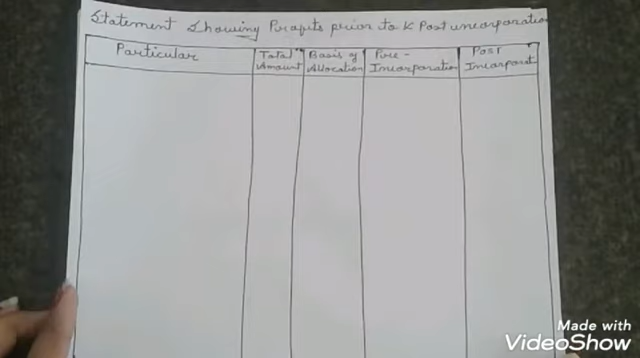 Statement Showing Profits prior to & Post incorporation
Particular
Total Amount
Basis of Allocation
Pre- Incorporation
Post Incorporat
Made with
VideoShow